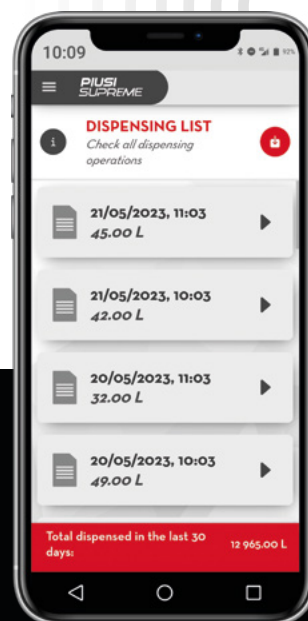 10:09
92%
PIUSI
SUPREME
i
DISPENSING LIST
Check all dispensing
operations
21/05/2023, 11:03
45.00 L
21/05/2023, 10:03
42.00 L
20/05/2023, 11:03
32.00 L
20/05/2023, 10:03
49.00 L
Total dispensed in the last 30
days:
12 965.00 L